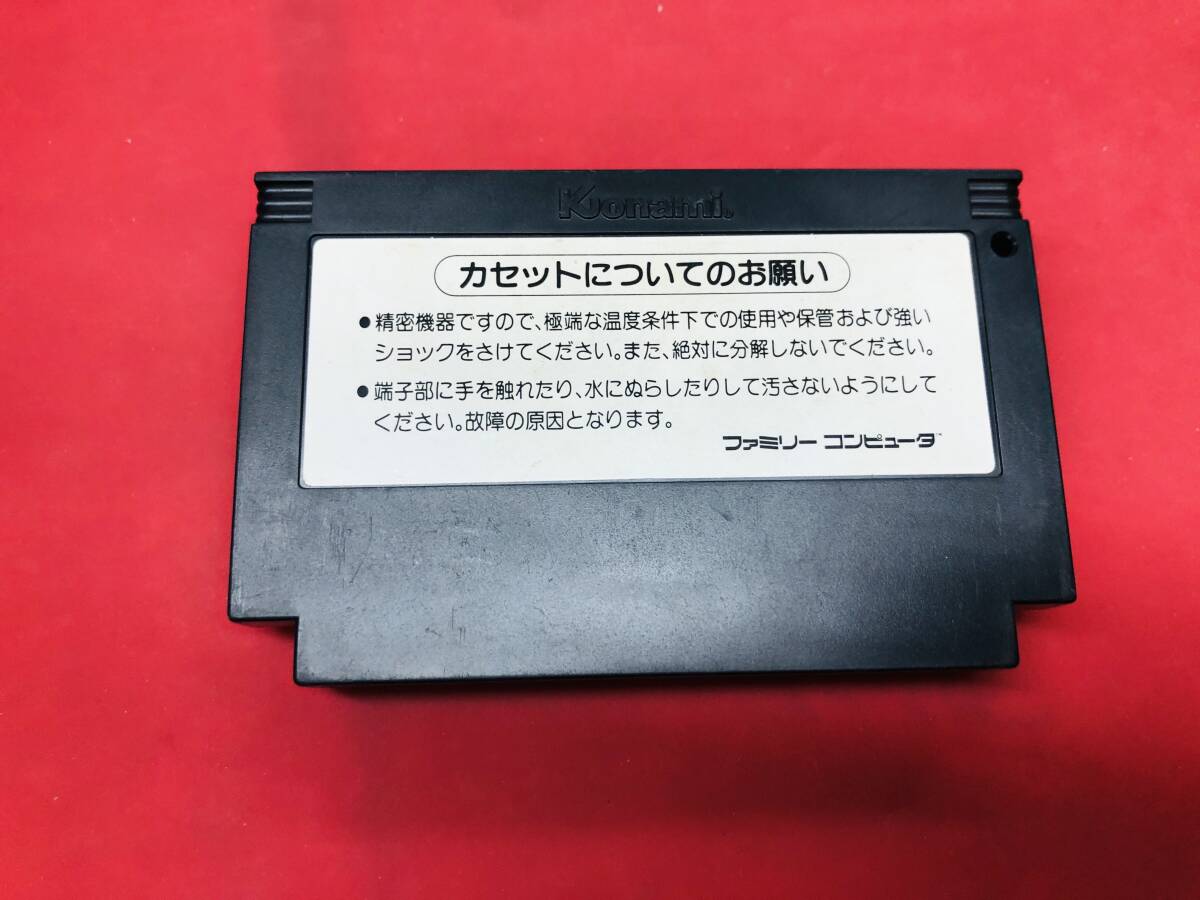 Konami
カセットについてのお願い
●精密機器ですので、極端な温度条件下での使用や保管および強い
ショックをさけてください。また、絶対に分解しないでください。
●端子部に手を触れたり、水にぬらしたりして汚さないようにして
ください。故障の原因となります。
ファミリー コンピュータ™